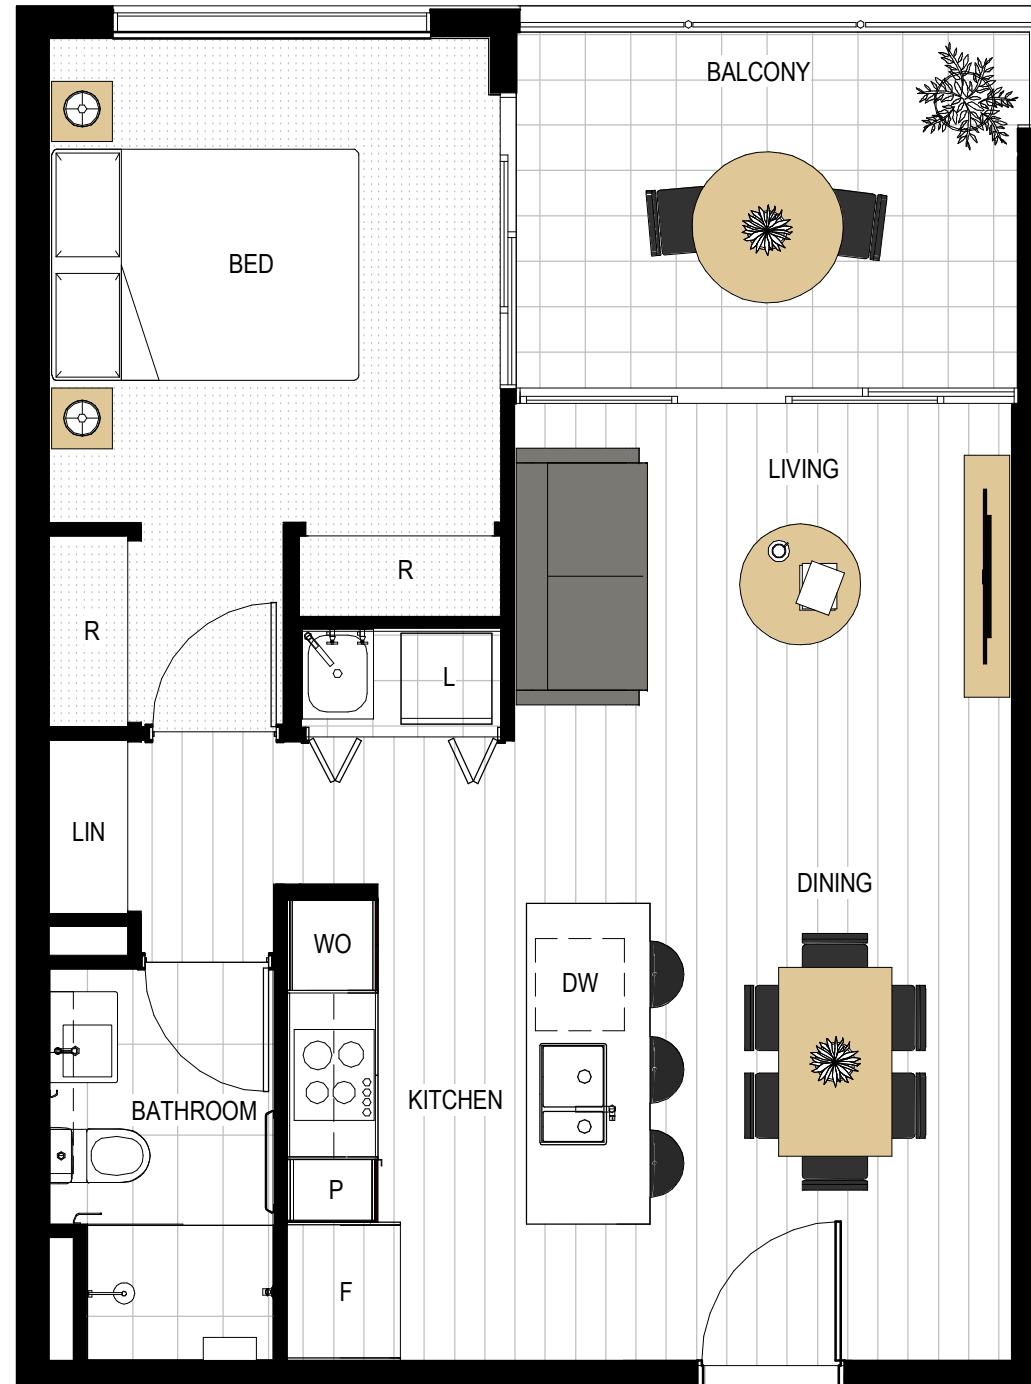 BALCONY
BED
LIVING
R
R
L
LIN
DINING
WO
DW
KITCHEN
BATHROOM
P
F